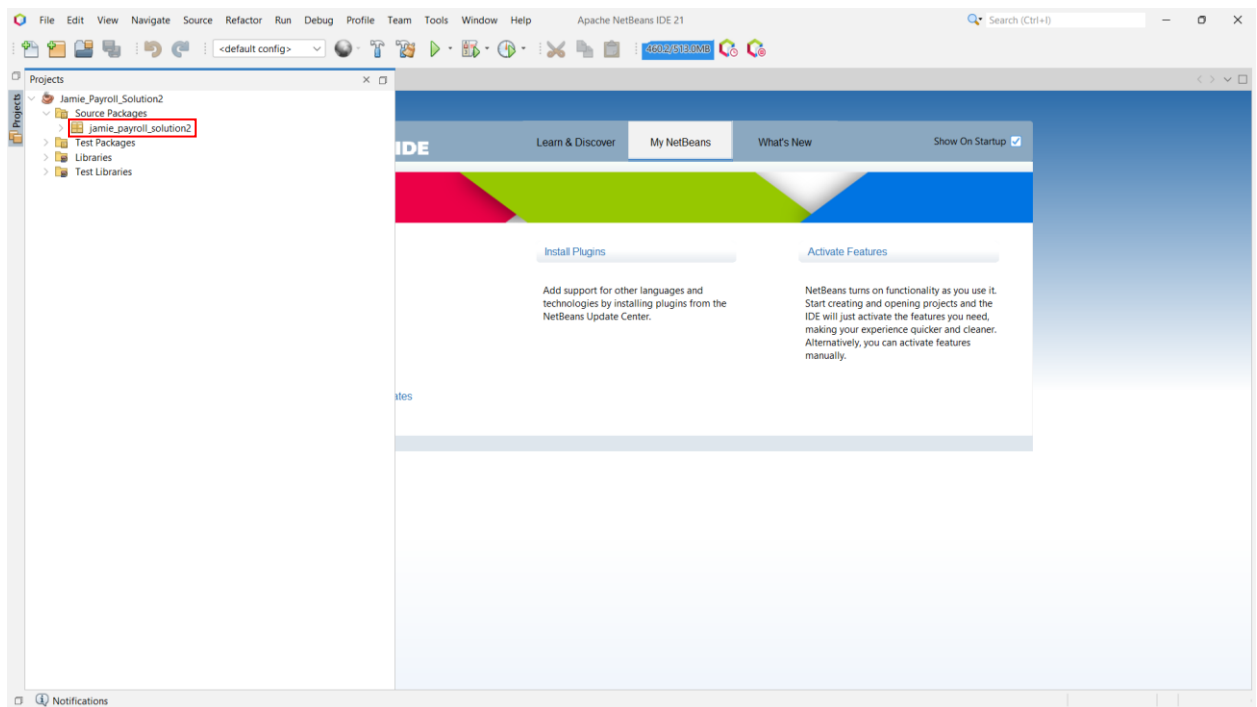 File Edit View Navigate Source Refactor Run Debug Profile Team Tools Window Help Apache NetBeans IDE 21 Search (Ctrl+I)
<default config> 460.2/513.0MB
Projects
Projects
Jamie_Payroll_Solution2
Source Packages
jamie_payroll_solution2
Test Packages
Libraries
Test Libraries
IDE Learn & Discover My NetBeans What's New Show On Startup
Install Plugins Activate Features
Add support for other languages and
technologies by installing plugins from the
NetBeans Update Center.
NetBeans turns on functionality as you use it.
Start creating and opening projects and the
IDE will just activate the features you need,
making your experience quicker and cleaner.
Alternatively, you can activate features
manually.
ates
Notifications